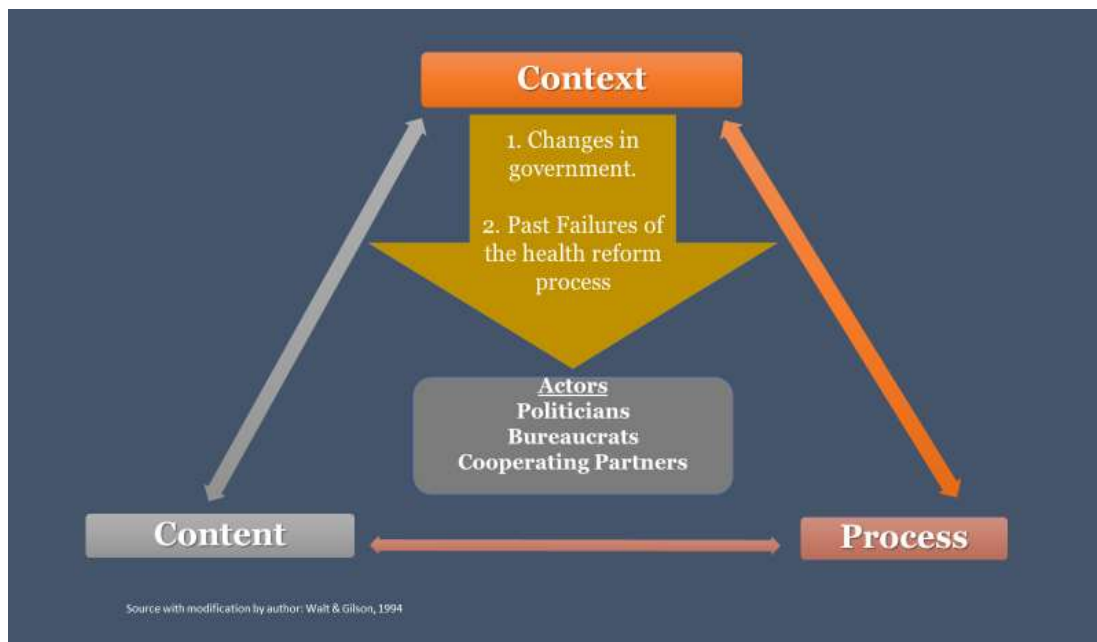 Context
1. Changes in
government.
2. Past Failures of
the health reform
process
Actors
Politicians
Bureaucrats
Cooperating Partners
Content
Process
Source with modification by author: Walt & Gilson, 1994